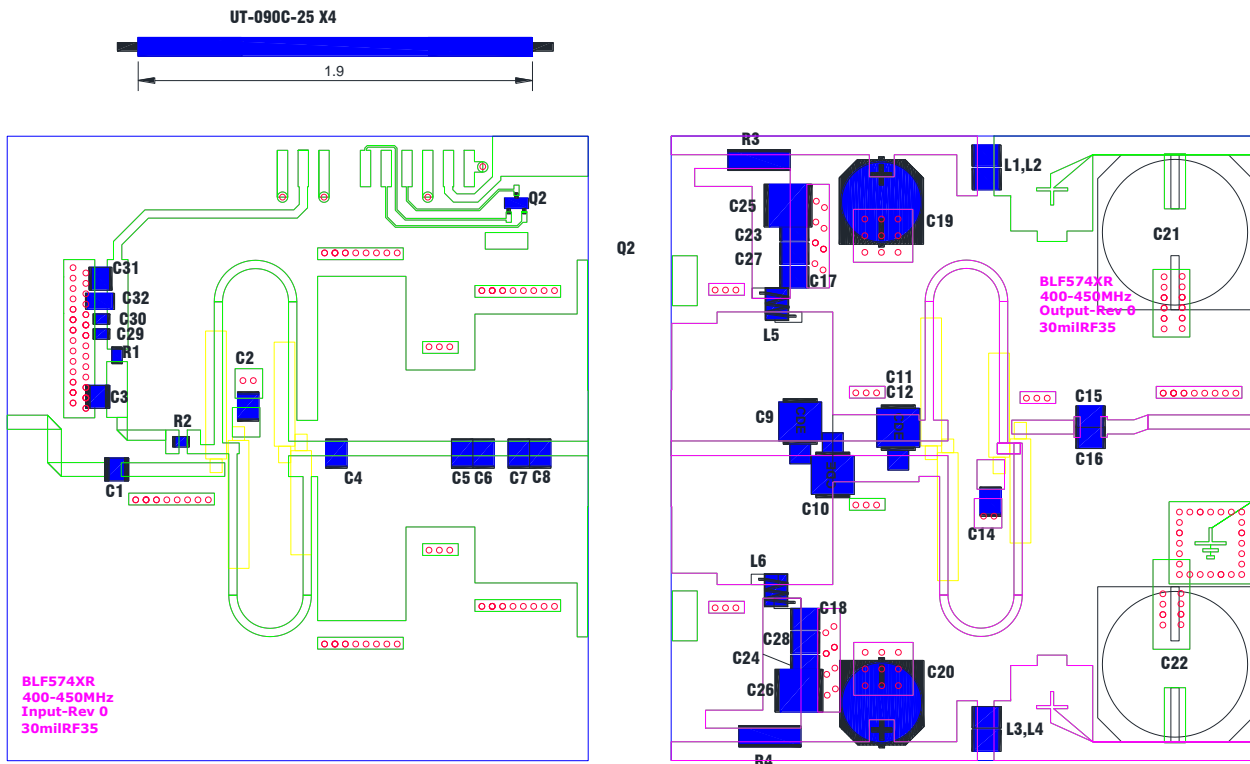 UT-090C-25 X4
1.9
Q2
C31
C32
C30
C29
R1
C3
C2
R2
C1
C4
C5 C6
C7 C8
BLF574XR
400-450MHz
Input-Rev 0
30milRF35
Q2
R3
L1,L2
C25
C23
C27
C19
C17
C21
L5
BLF574XR
400-450MHz
Output-Rev 0
30milRF35
C11
C12
C9
C15
C16
C10
C14
L6
C18
C28
C24
C26
C20
C22
L3,L4
R4